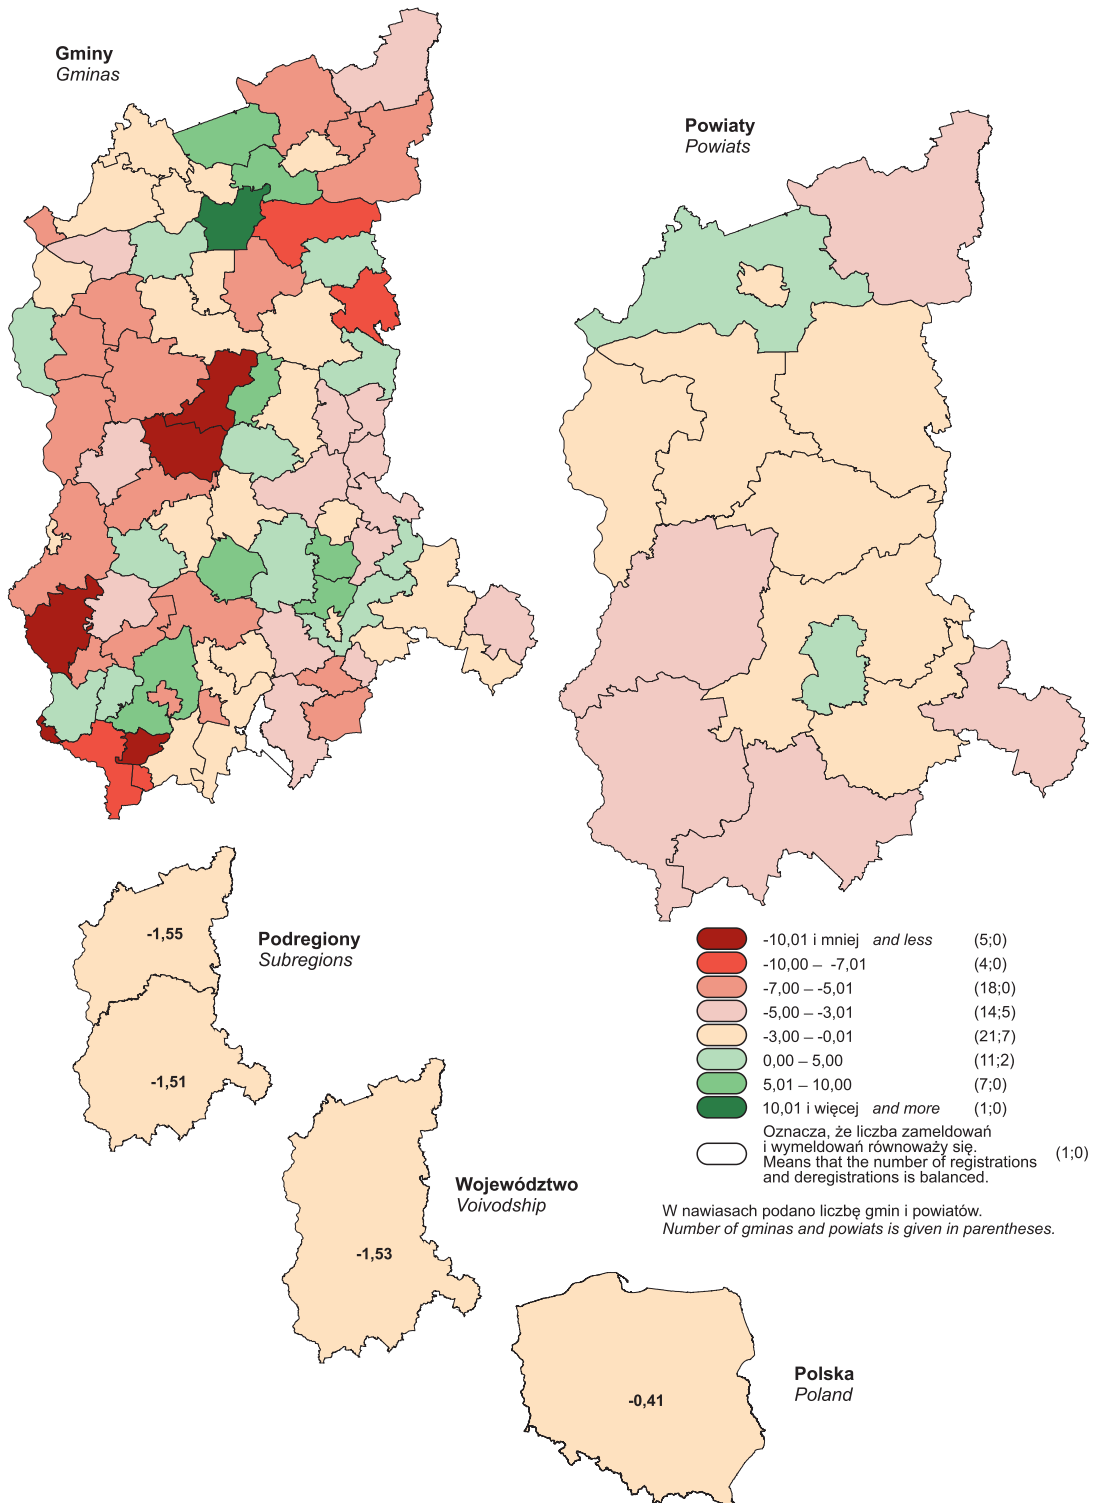 Gminy
Gminas
Powiaty
Powiats
-1,55
Podregiony
Subregions
-1,51
-10,01 i mniej and less (5;0)
-10,00 – -7,01 (4;0)
-7,00 – -5,01 (18;0)
-5,00 – -3,01 (14;5)
-3,00 – -0,01 (21;7)
0,00 – 5,00 (11;2)
5,01 – 10,00 (7;0)
10,01 i więcej and more (1;0)
Oznacza, że liczba zameldowań
i wymeldowań równoważy się.
Means that the number of registrations
and deregistrations is balanced.
(1;0)
W nawiasach podano liczbę gmin i powiatów.
Number of gminas and powiats is given in parentheses.
Województwo
Voivodship
-1,53
Polska
Poland
-0,41